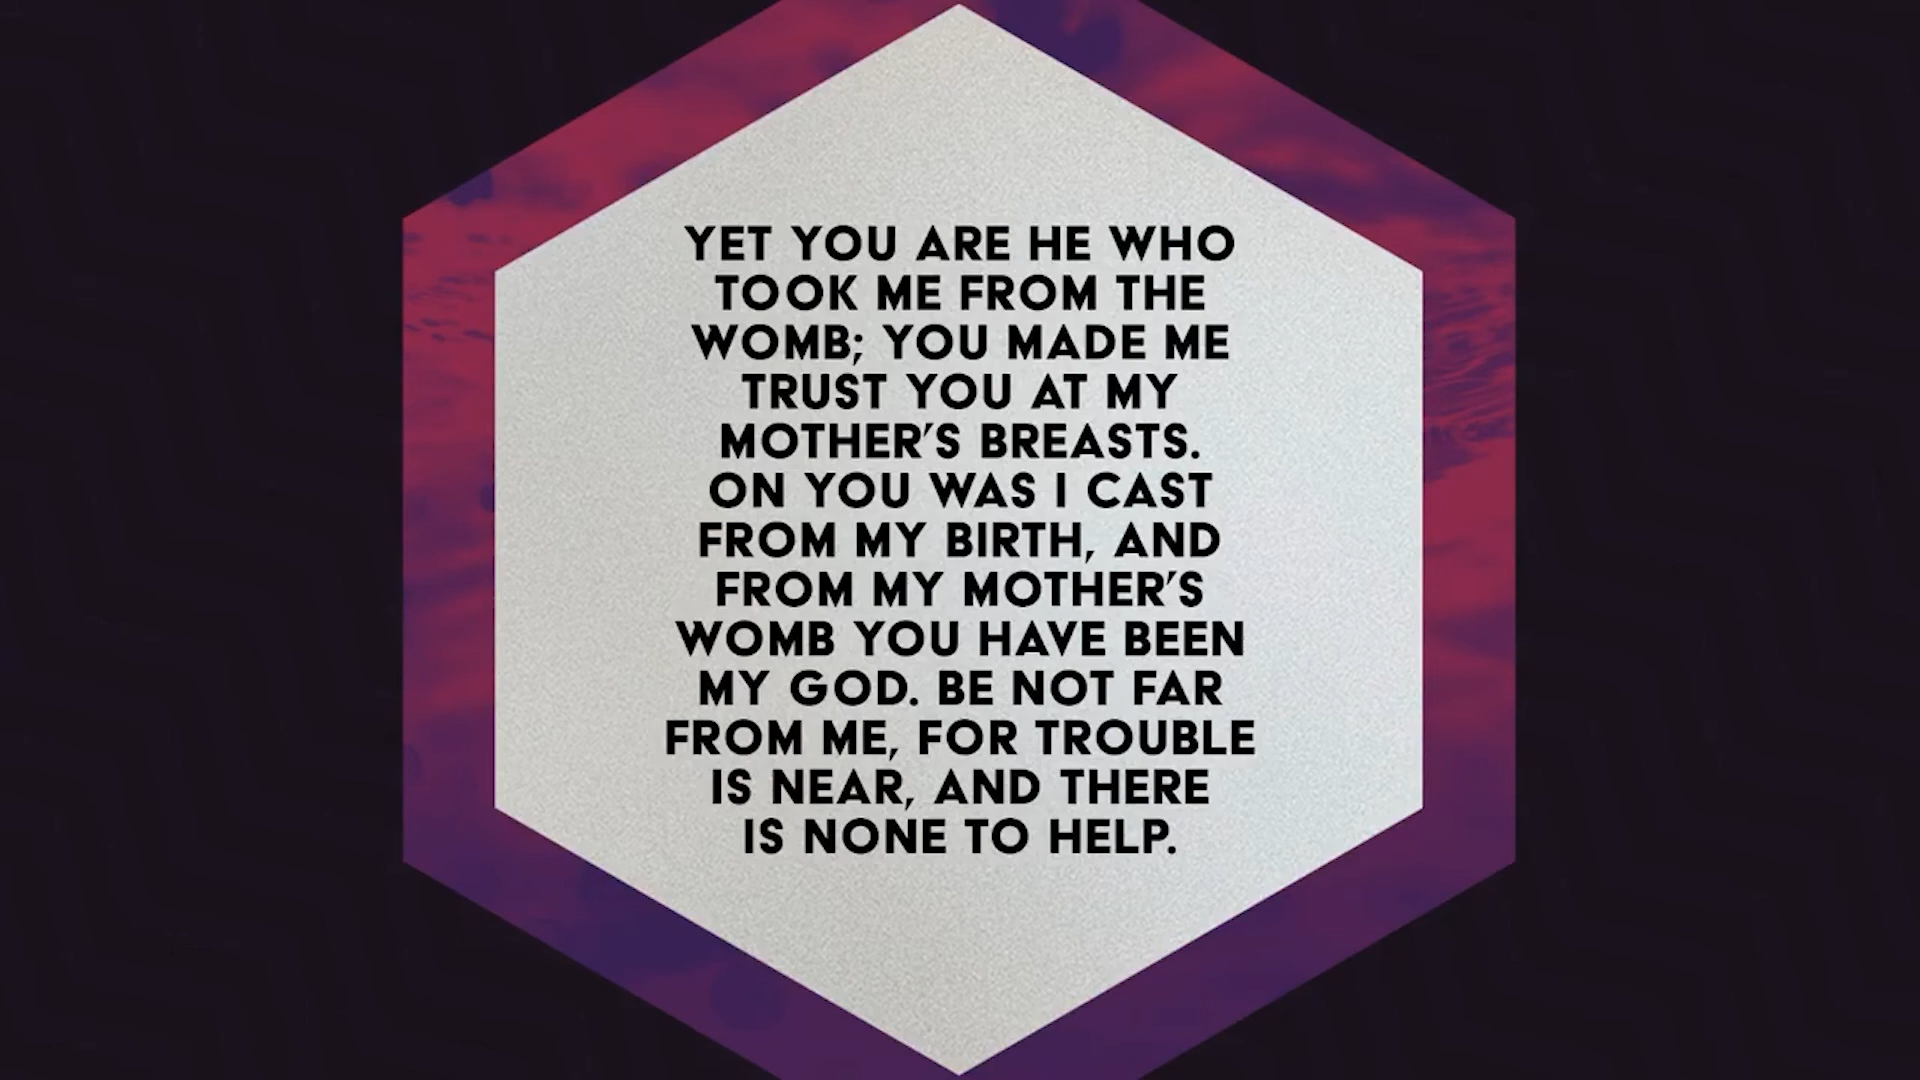 YET YOU ARE HE WHO
TOOK ME FROM THE
WOMB; YOU MADE ME
TRUST YOU AT MY
MOTHER'S BREASTS.
ON YOU WAS I CAST
FROM MY BIRTH, AND
FROM MY MOTHER'S
WOMB YOU HAVE BEEN
MY GOD. BE NOT FAR
FROM ME, FOR TROUBLE
IS NEAR, AND THERE
IS NONE TO HELP.